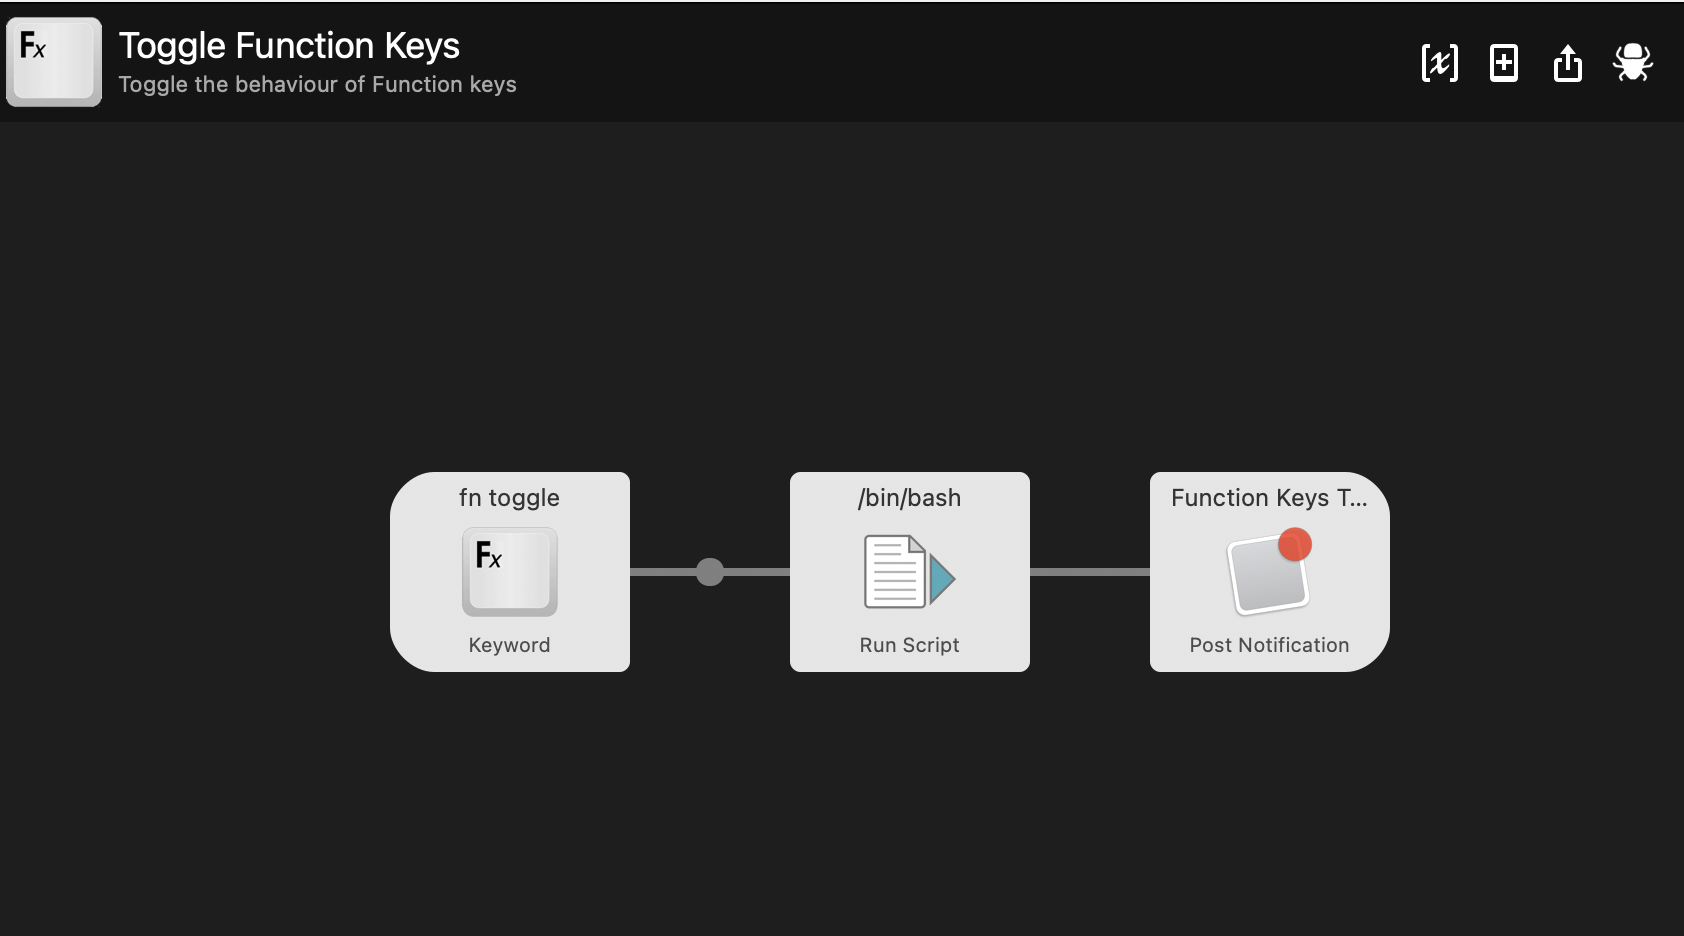 Fx
Toggle Function Keys
Toggle the behaviour of Function keys
[x]
fn toggle
Fx
Keyword
/bin/bash
Run Script
Function Keys T...
Post Notification